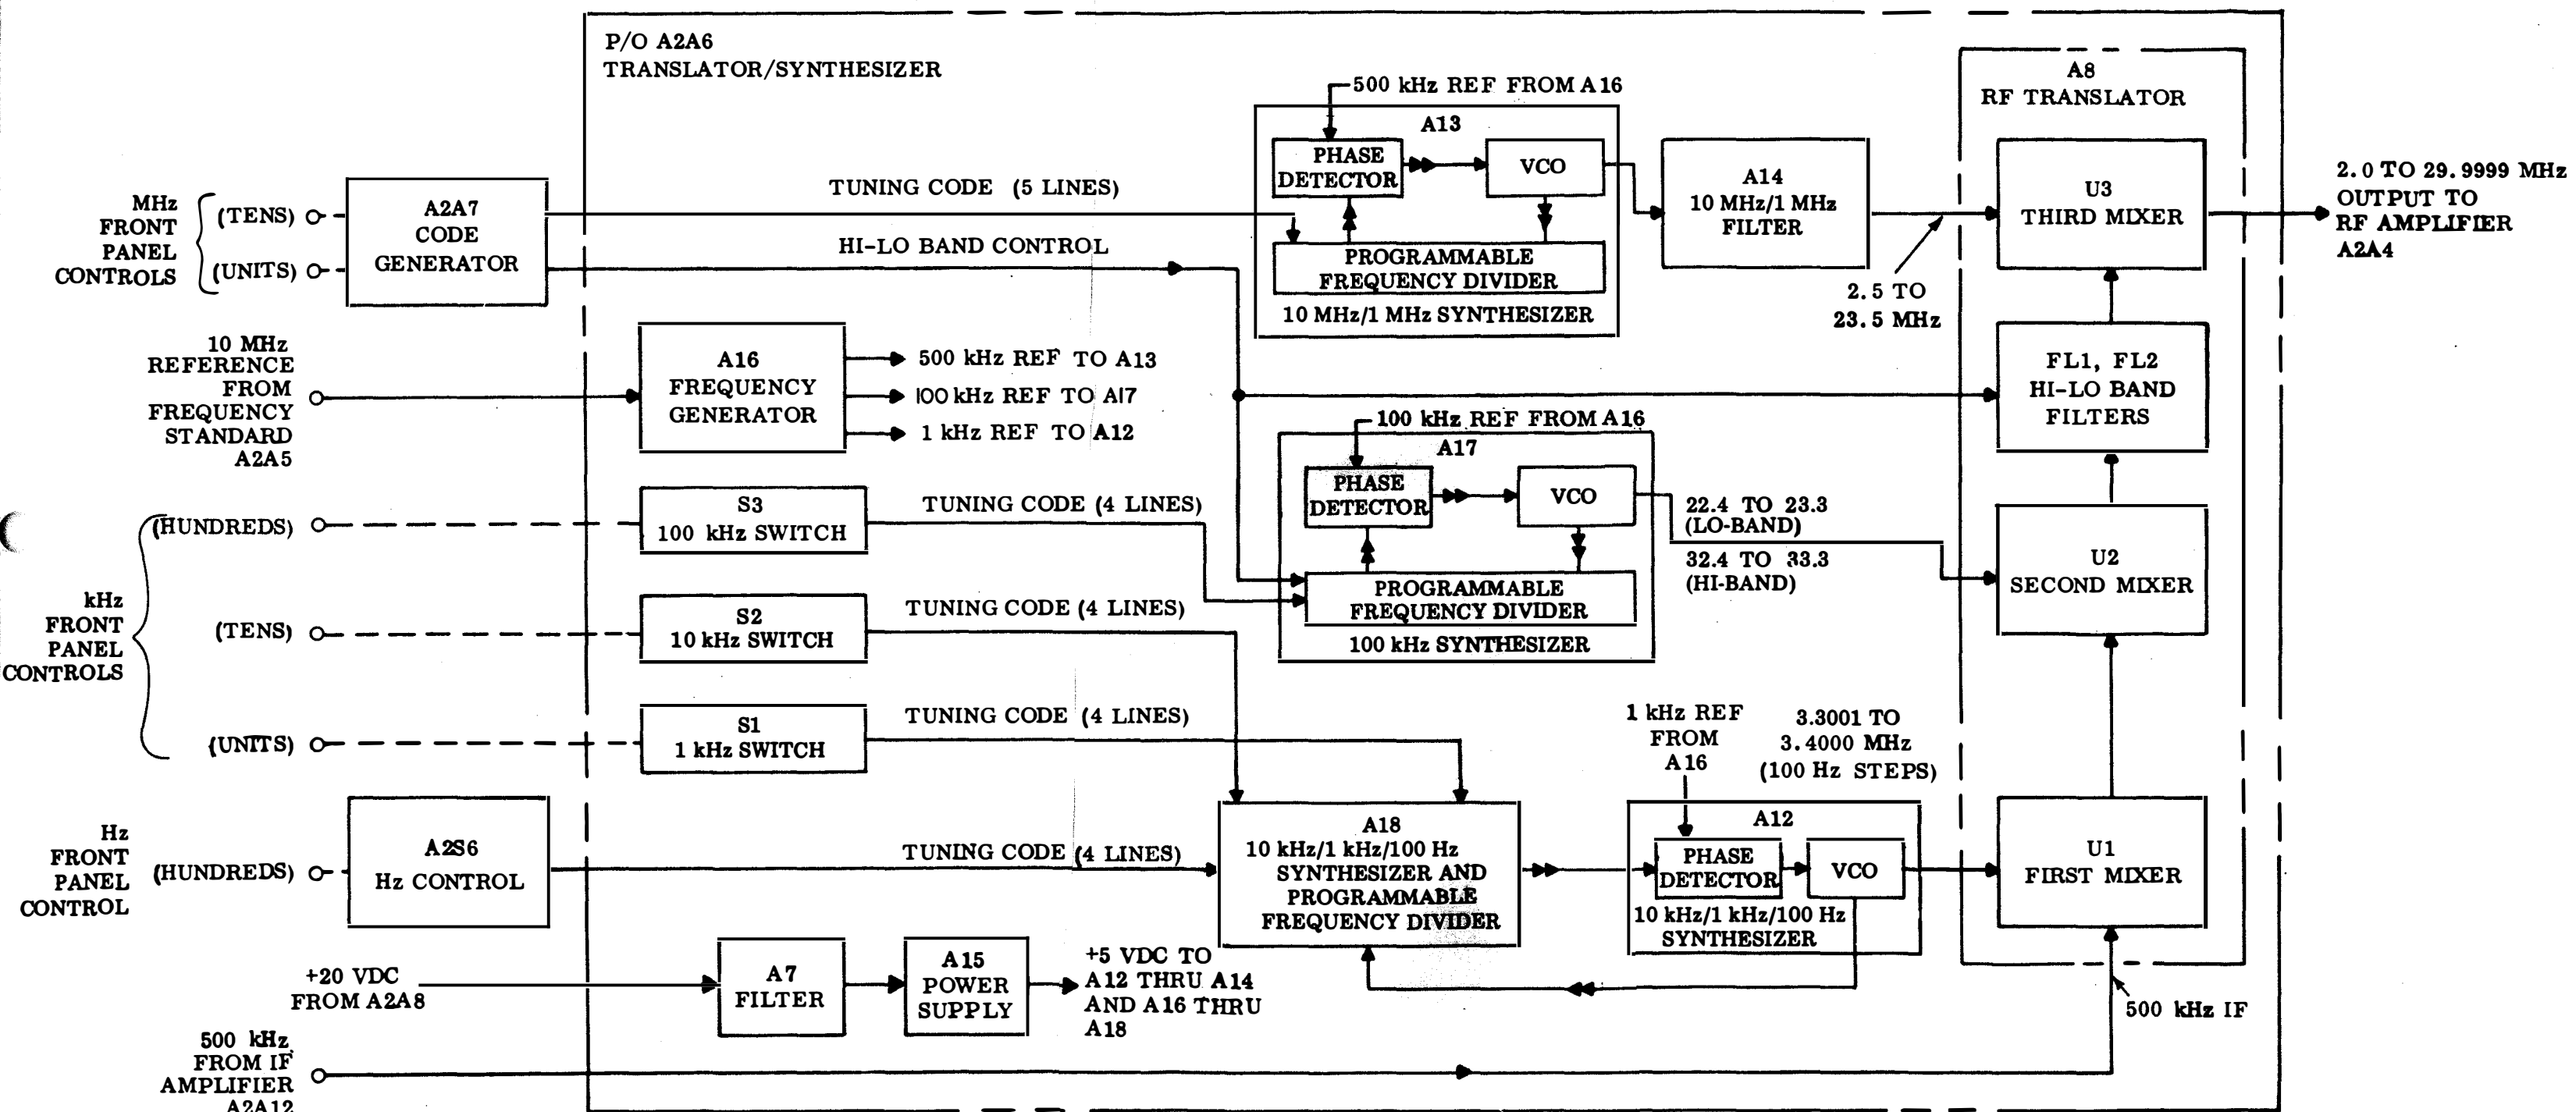 P/O A2A6
TRANSLATOR/SYNTHESIZER
MHz
FRONT
PANEL
CONTROLS
(TENS)
(UNITS)
A2A7
CODE
GENERATOR
TUNING CODE (5 LINES)
HI-LO BAND CONTROL
500 kHz REF FROM A16
A13
PHASE
DETECTOR
VCO
PROGRAMMABLE
FREQUENCY DIVIDER
10 MHz/1 MHz SYNTHESIZER
A14
10 MHz/1 MHz
FILTER
2.5 TO
23.5 MHz
A8
RF TRANSLATOR
U3
THIRD MIXER
2.0 TO 29.9999 MHz
OUTPUT TO
RF AMPLIFIER
A2A4
10 MHz
REFERENCE
FROM
FREQUENCY
STANDARD
A2A5
A16
FREQUENCY
GENERATOR
500 kHz REF TO A13
100 kHz REF TO A17
1 kHz REF TO A12
FL1, FL2
HI-LO BAND
FILTERS
100 kHz REF FROM A16
A17
PHASE
DETECTOR
VCO
PROGRAMMABLE
FREQUENCY DIVIDER
100 kHz SYNTHESIZER
22.4 TO 23.3
(LO-BAND)
32.4 TO 33.3
(HI-BAND)
U2
SECOND MIXER
kHz
FRONT
PANEL
CONTROLS
(HUNDREDS)
S3
100 kHz SWITCH
TUNING CODE (4 LINES)
(TENS)
S2
10 kHz SWITCH
TUNING CODE (4 LINES)
(UNITS)
S1
1 kHz SWITCH
TUNING CODE (4 LINES)
1 kHz REF
FROM
A16
3.3001 TO
3.4000 MHz
(100 Hz STEPS)
Hz
FRONT
PANEL
CONTROL
(HUNDREDS)
A2S6
Hz CONTROL
TUNING CODE (4 LINES)
A18
10 kHz/1 kHz/100 Hz
SYNTHESIZER AND
PROGRAMMABLE
FREQUENCY DIVIDER
A12
PHASE
DETECTOR
VCO
10 kHz/1 kHz/100 Hz
SYNTHESIZER
U1
FIRST MIXER
+20 VDC
FROM A2A8
A7
FILTER
A15
POWER
SUPPLY
+5 VDC TO
A12 THRU A14
AND A16 THRU
A18
500 kHz IF
500 kHz
FROM IF
AMPLIFIER
A2A12